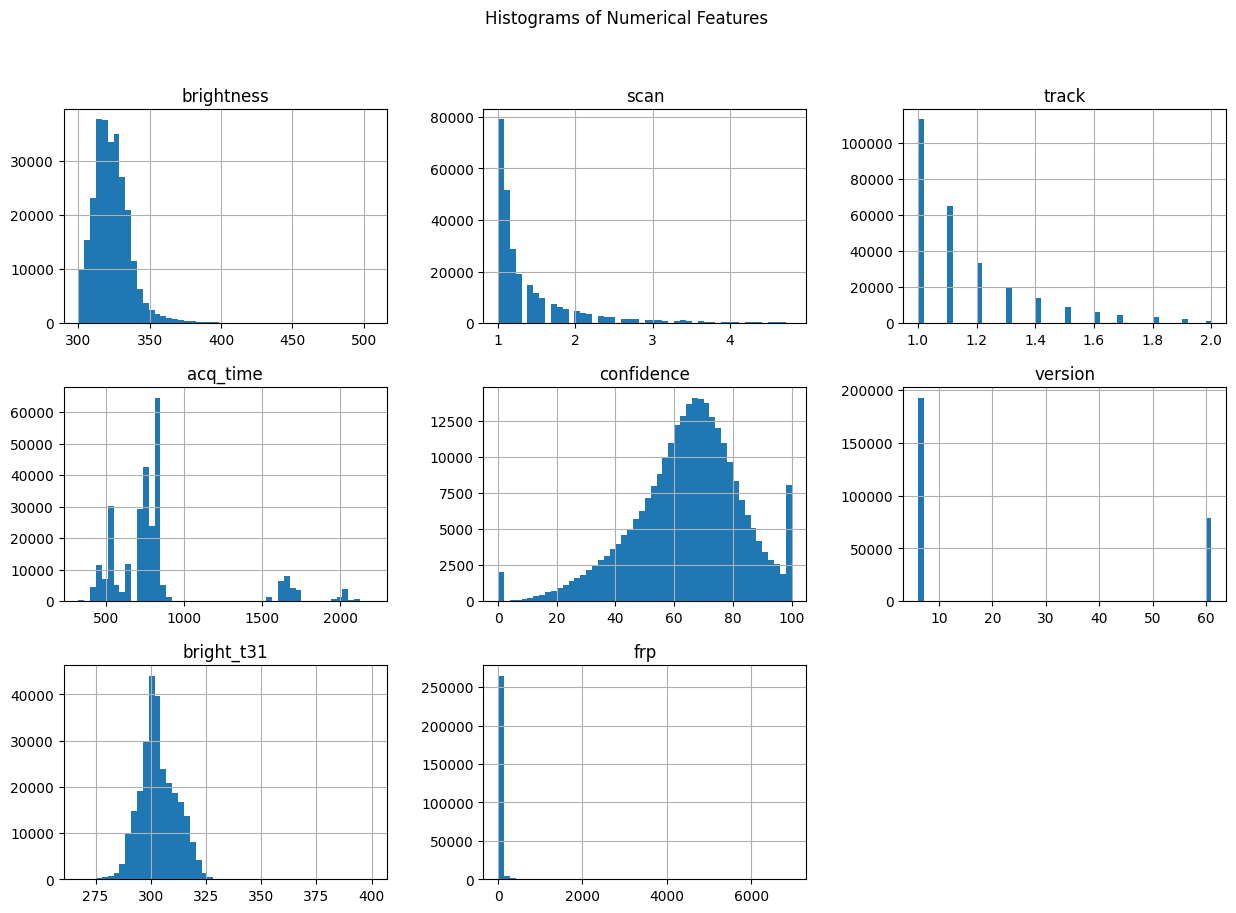 Histograms of Numerical Features
brightness
30000
20000
10000
0
300 350 400 450 500
scan
80000
60000
40000
20000
0
1 2 3 4
track
100000
80000
60000
40000
20000
0
1.0 1.2 1.4 1.6 1.8 2.0
acq_time
60000
50000
40000
30000
20000
10000
0
500 1000 1500 2000
confidence
12500
10000
7500
5000
2500
0
0 20 40 60 80 100
version
200000
150000
100000
50000
0
10 20 30 40 50 60
bright_t31
40000
30000
20000
10000
0
275 300 325 350 375 400
frp
250000
200000
150000
100000
50000
0
0 2000 4000 6000